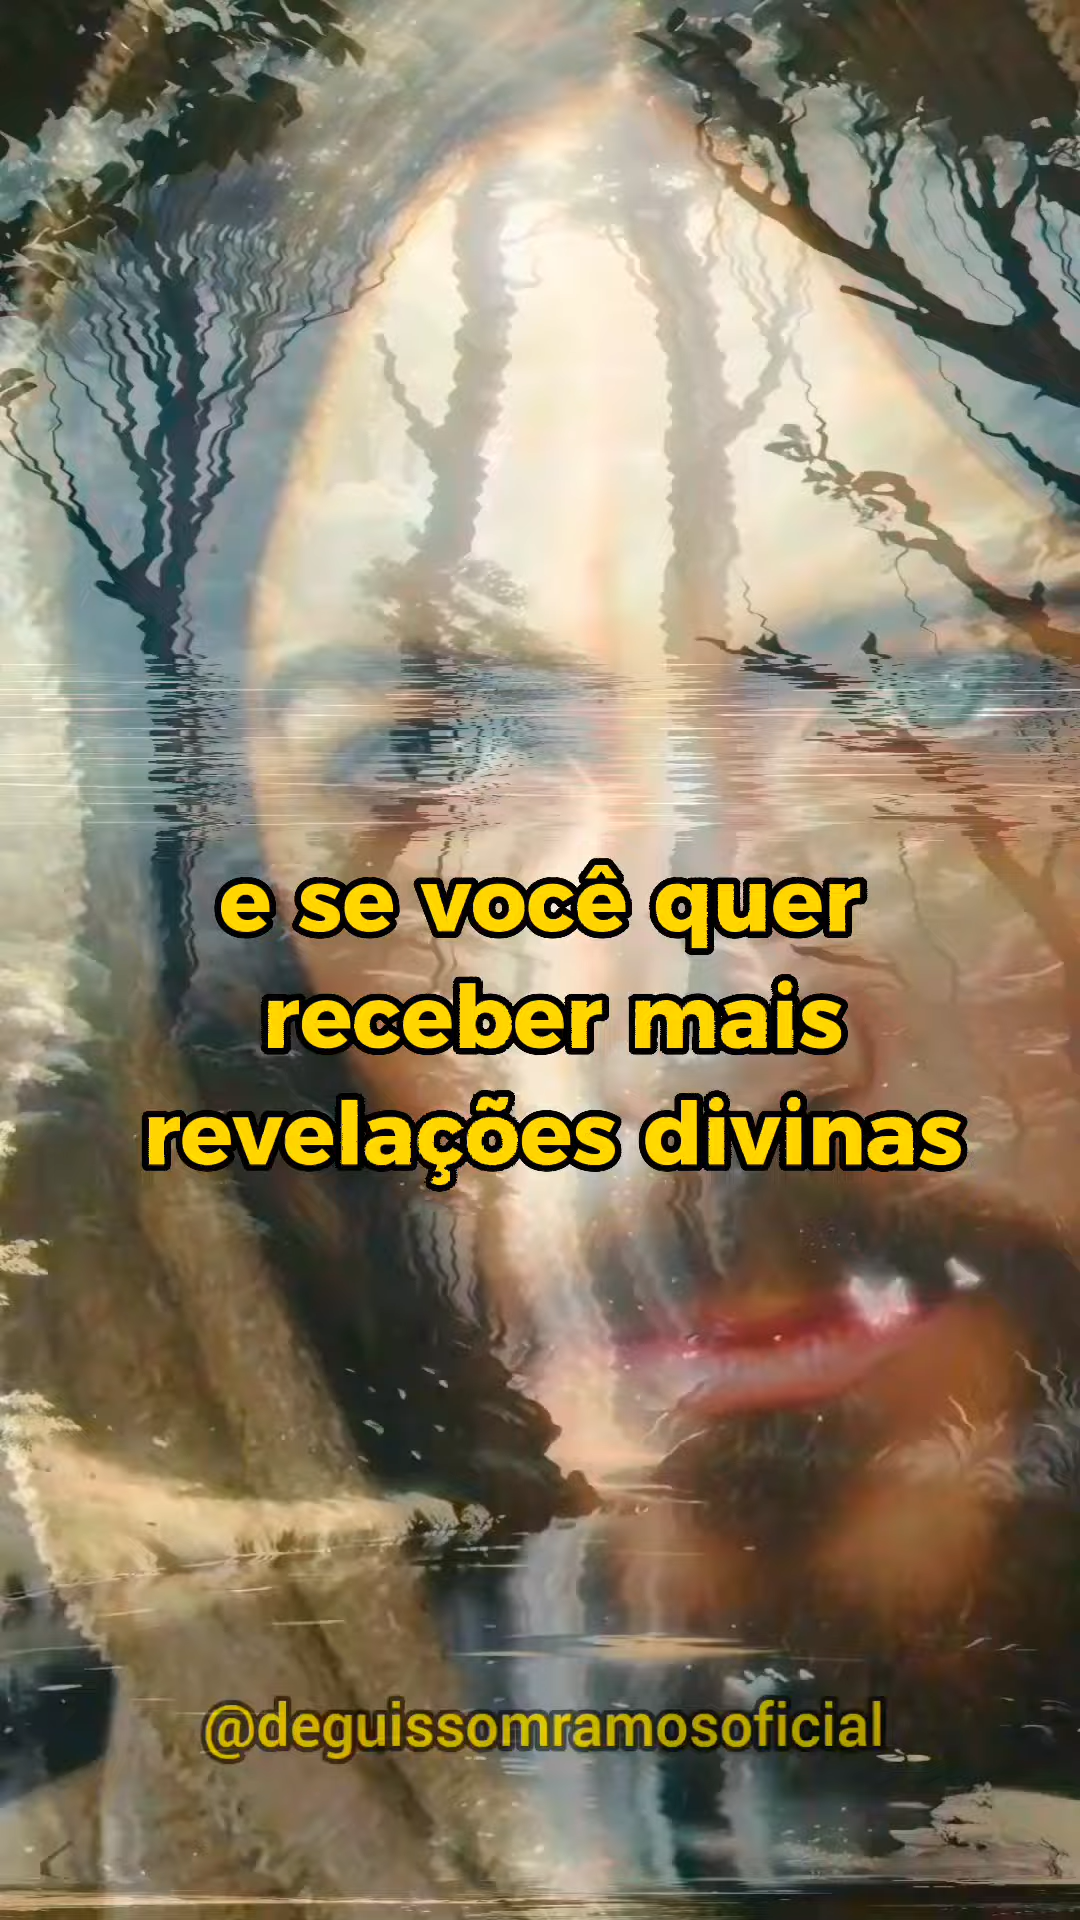 e se você quer
receber mais
revelações divinas
@deguissomramosoficial